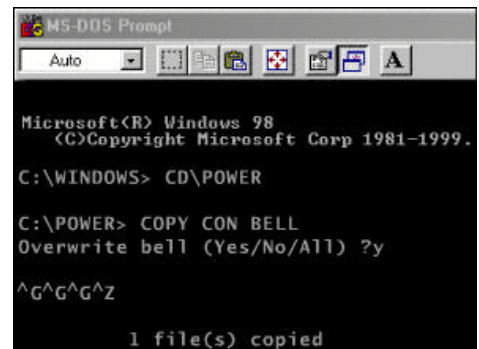 MS-DOS Prompt
Auto A
Microsoft(R) Windows 98
(C)Copyright Microsoft Corp 1981-1999.
C:\WINDOWS> CD\POWER
C:\POWER> COPY CON BELL
Overwrite bell (Yes/No/All) ?y
^G^G^G^Z
1 file(s) copied